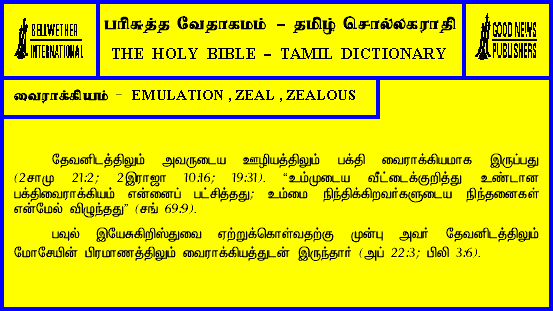 BELLWETHER
INTERNATIONAL
பரிசுத்த வேதாகமம் - தமிழ் சொல்லகராதி
THE HOLY BIBLE - TAMIL DICTIONARY
GOOD NEWS
PUBLISHERS
வைராக்கியம் - EMULATION , ZEAL , ZEALOUS
தேவனிடத்திலும் அவருடைய ஊழியத்திலும் பக்தி வைராக்கியமாக இருப்பது
(2சாமு 21:2; 2இராஜா 10:16; 19:31). “உம்முடைய வீட்டைக்குறித்து உண்டான
பக்திவைராக்கியம் என்னைப் பட்சித்தது; உம்மை நிந்திக்கிறவர்களுடைய நிந்தனைகள்
என்மேல் விழுந்தது” (சங் 69:9).
பவுல் இயேசுகிறிஸ்துவை ஏற்றுக்கொள்வதற்கு முன்பு அவர் தேவனிடத்திலும்
மோசேயின் பிரமாணத்திலும் வைராக்கியத்துடன் இருந்தார் (அப் 22:3; பிலி 3:6).